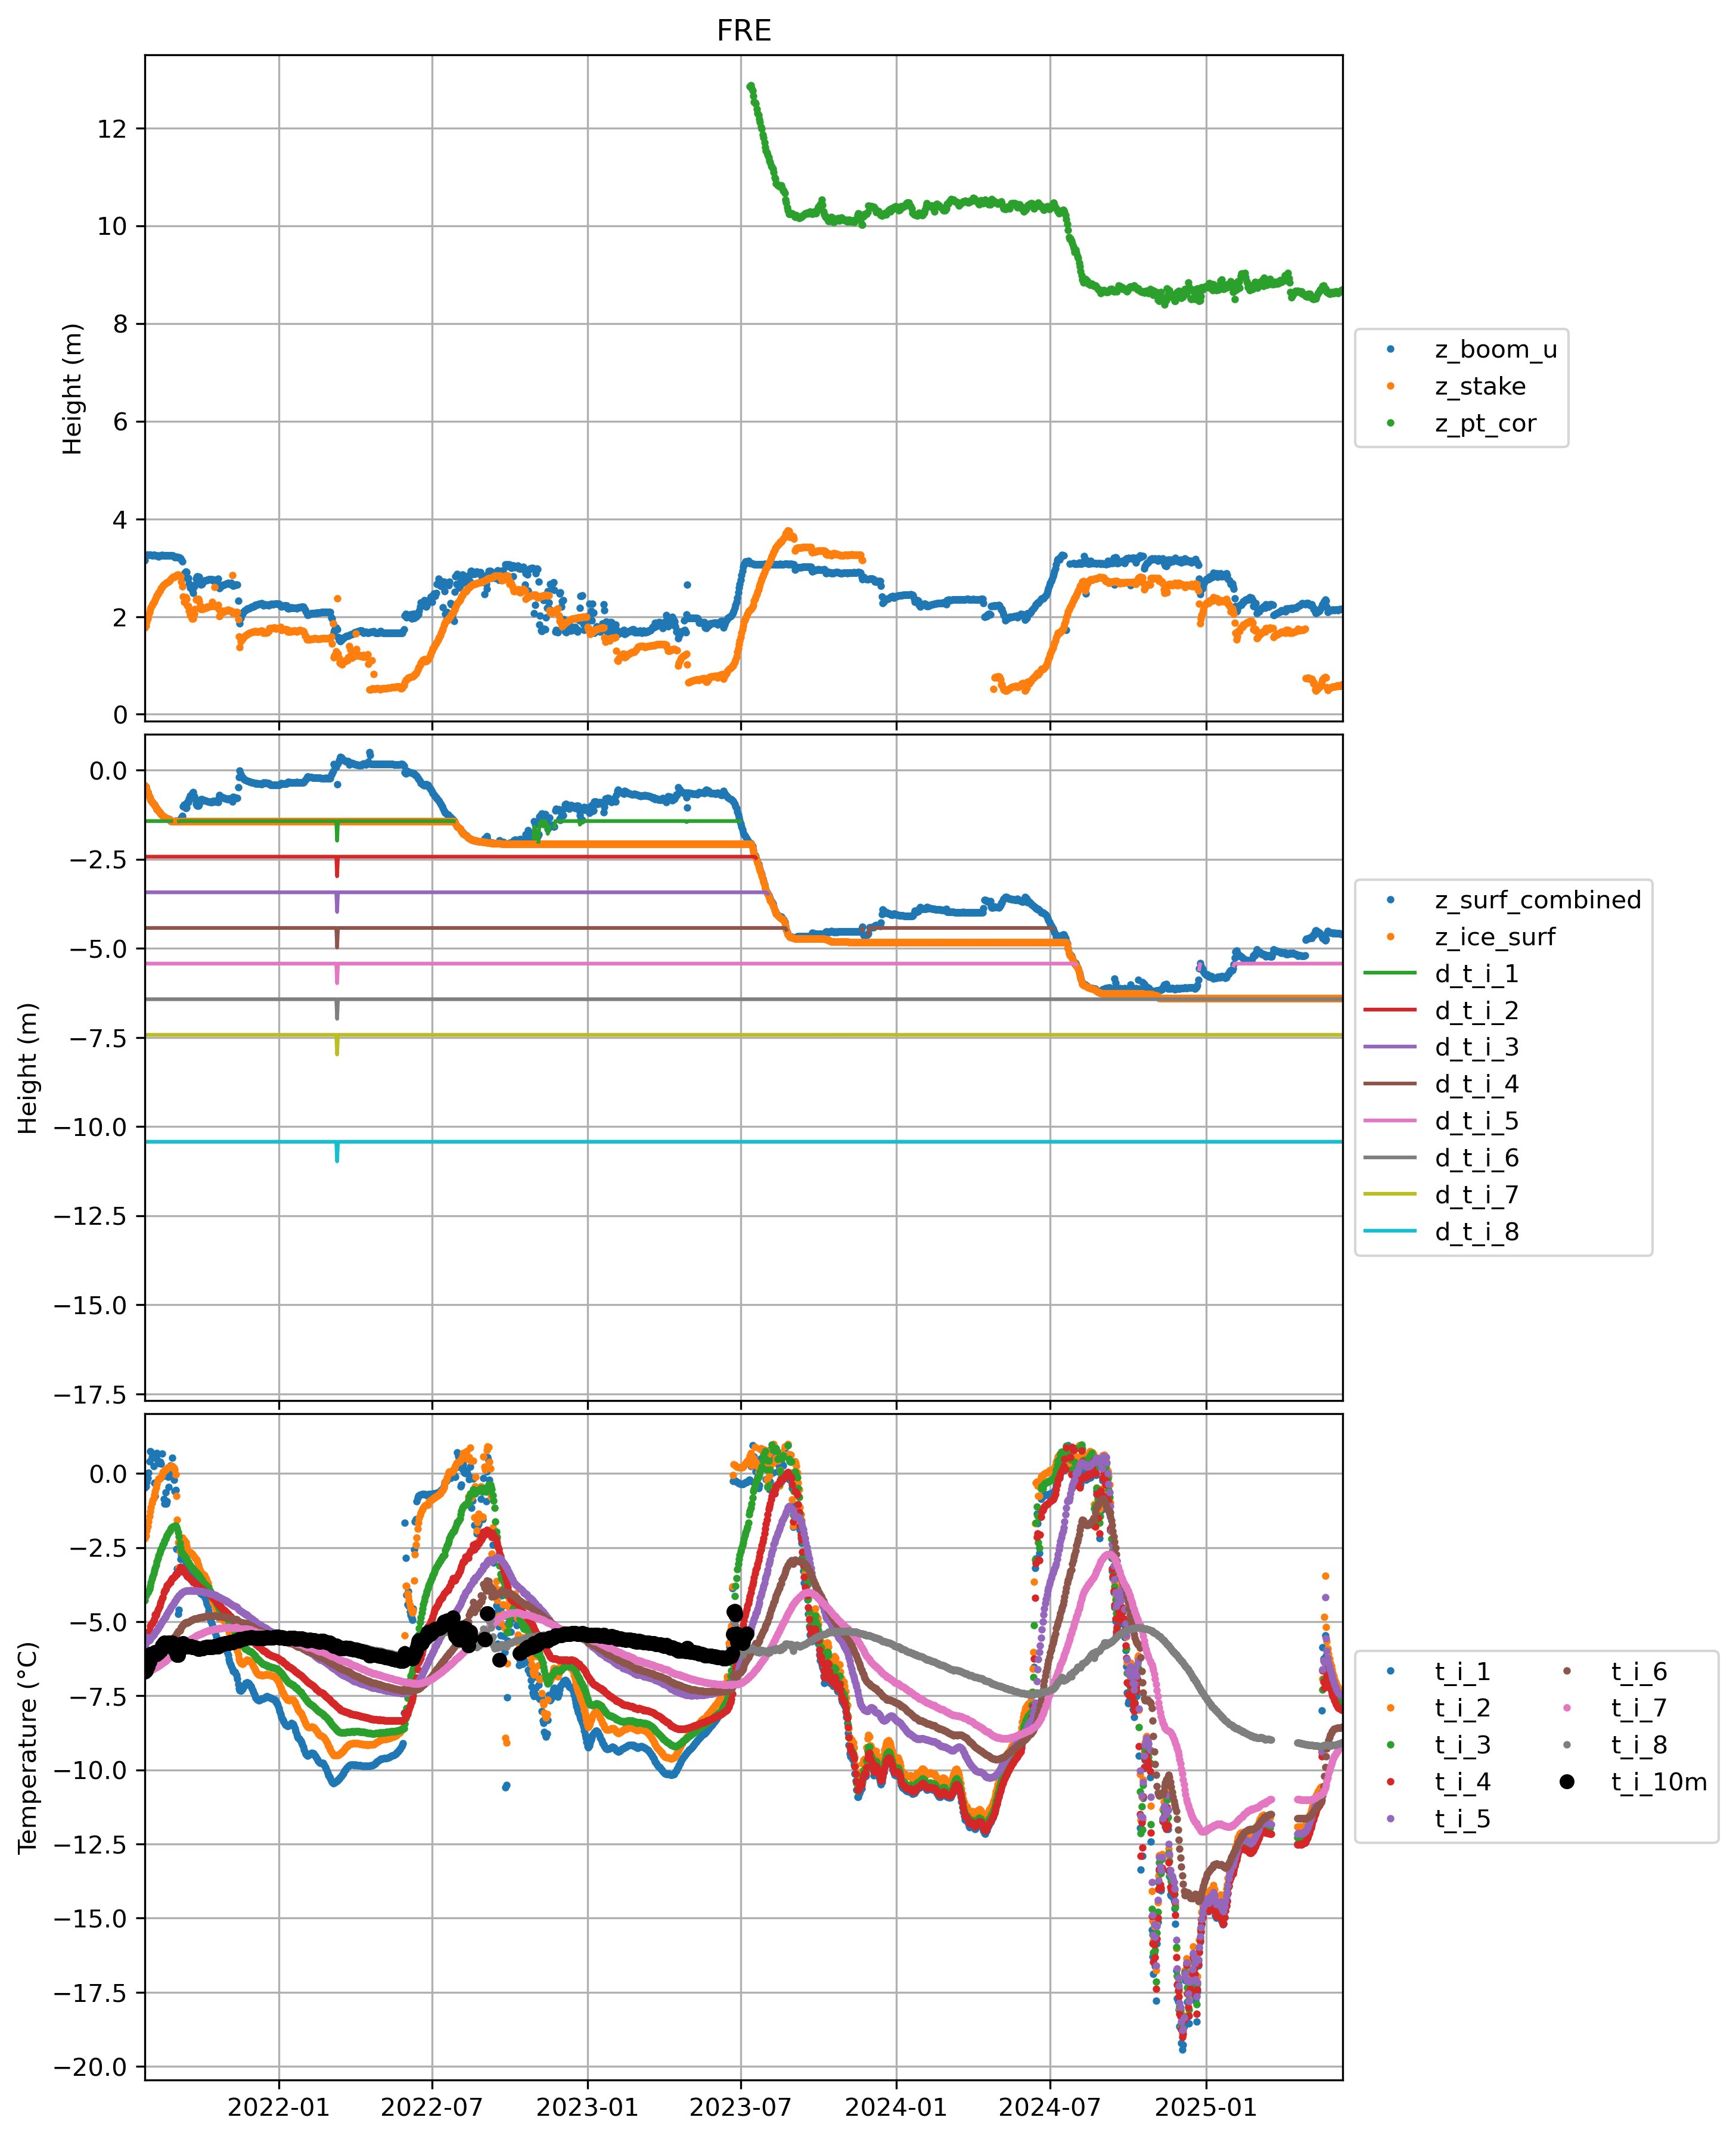 FRE
12
10
8
6
4
2
0
Height (m)
z_boom_u
z_stake
z_pt_cor
0.0
−2.5
−5.0
−7.5
−10.0
−12.5
−15.0
−17.5
Height (m)
z_surf_combined
z_ice_surf
d_t_i_1
d_t_i_2
d_t_i_3
d_t_i_4
d_t_i_5
d_t_i_6
d_t_i_7
d_t_i_8
0.0
−2.5
−5.0
−7.5
−10.0
−12.5
−15.0
−17.5
−20.0
Temperature (°C)
t_i_1 t_i_6
t_i_2 t_i_7
t_i_3 t_i_8
t_i_4 t_i_10m
t_i_5
2022-01 2022-07 2023-01 2023-07 2024-01 2024-07 2025-01